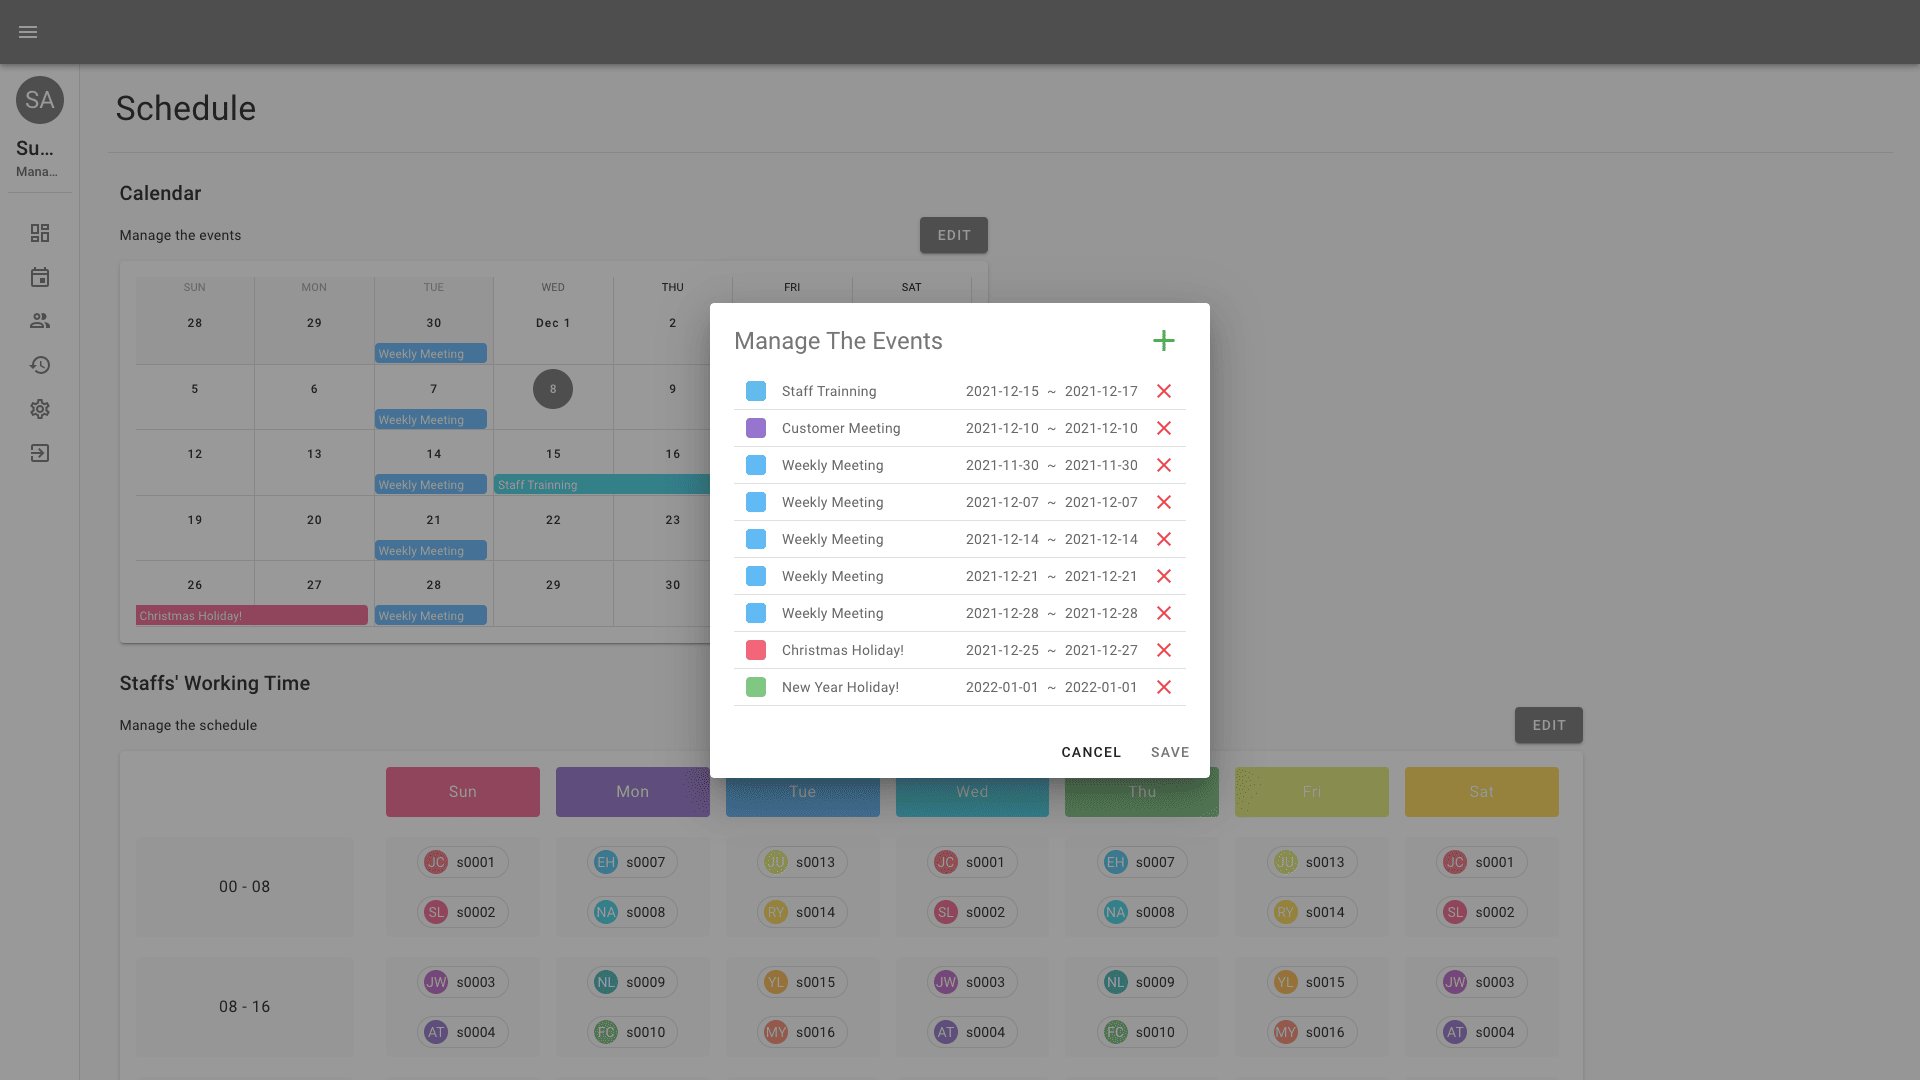 SA
Su...
Mana...
Schedule
Calendar
Manage the events
EDIT
SUN MON TUE WED THU FRI SAT
28 29 30 Dec 1 2
Weekly Meeting
5 6 7 8 9
Weekly Meeting
12 13 14 15 16
Weekly Meeting Staff Trainning
19 20 21 22 23
Weekly Meeting
26 27 28 29 30
Christmas Holiday! Weekly Meeting
Manage The Events
Staff Trainning 2021-12-15 ~ 2021-12-17
Customer Meeting 2021-12-10 ~ 2021-12-10
Weekly Meeting 2021-11-30 ~ 2021-11-30
Weekly Meeting 2021-12-07 ~ 2021-12-07
Weekly Meeting 2021-12-14 ~ 2021-12-14
Weekly Meeting 2021-12-21 ~ 2021-12-21
Weekly Meeting 2021-12-28 ~ 2021-12-28
Christmas Holiday! 2021-12-25 ~ 2021-12-27
New Year Holiday! 2022-01-01 ~ 2022-01-01
CANCEL SAVE
Staffs' Working Time
Manage the schedule
EDIT
Sun Mon Tue Wed Thu Fri Sat
00 - 08
JC s0001 EH s0007 JU s0013 JC s0001 EH s0007 JU s0013 JC s0001
SL s0002 NA s0008 RY s0014 SL s0002 NA s0008 RY s0014 SL s0002
08 - 16
JW s0003 NL s0009 YL s0015 JW s0003 NL s0009 YL s0015 JW s0003
AT s0004 FC s0010 MY s0016 AT s0004 FC s0010 MY s0016 AT s0004